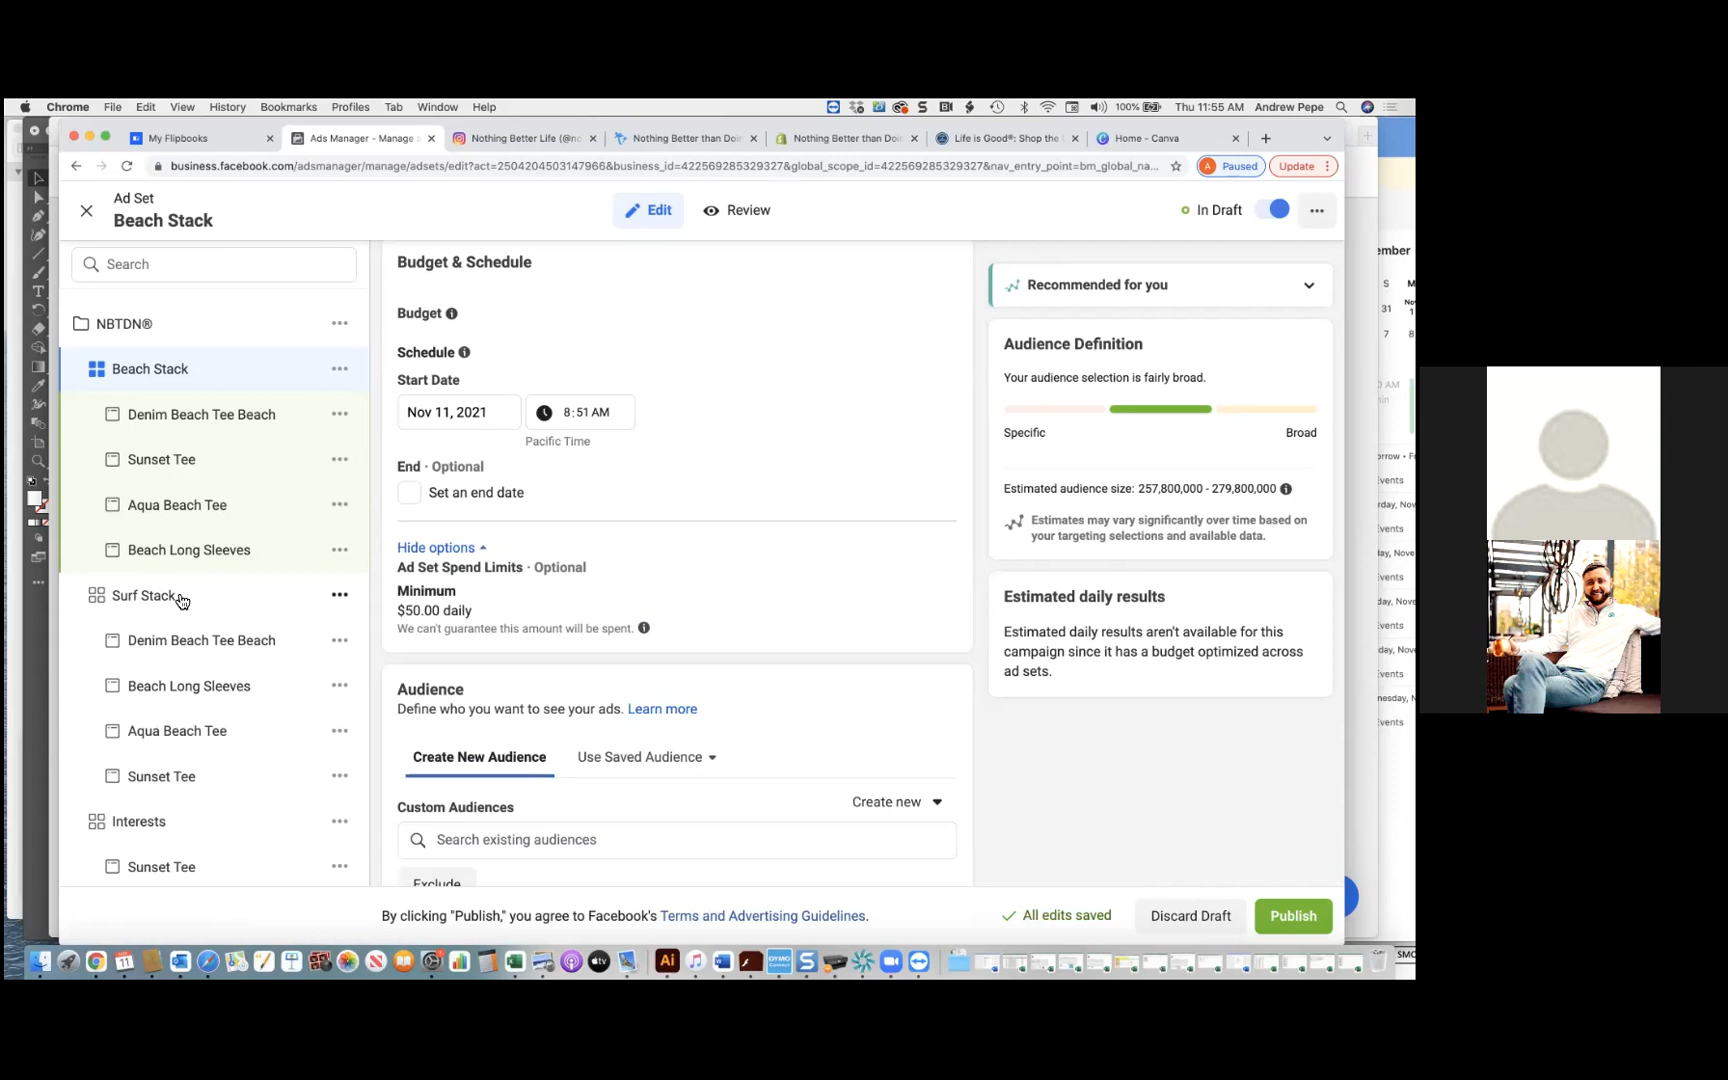 Chrome File Edit View History Bookmarks Profiles Tab Window Help 100% Thu 11:55 AM Andrew Pepe
My Flipbooks Ads Manager - Manage Nothing Better Life (@nc Nothing Better than Doi Nothing Better than Doi Life is Good®: Shop the Home - Canva
business.facebook.com/adsmanager/manage/adsets/edit?act=2504204503147966&business_id=422569285329327&global_scope_id=422569285329327&nav_entry_point=bm_global_na... A Paused Update
Ad Set
Beach Stack
Edit Review In Draft
Search
NBTDN®
Beach Stack
Denim Beach Tee Beach
Sunset Tee
Aqua Beach Tee
Beach Long Sleeves
Surf Stack
Denim Beach Tee Beach
Beach Long Sleeves
Aqua Beach Tee
Sunset Tee
Interests
Sunset Tee
Budget & Schedule
Budget
Schedule
Start Date
Nov 11, 2021 8:51 AM
Pacific Time
End · Optional
Set an end date
Hide options
Ad Set Spend Limits · Optional
Minimum
$50.00 daily
We can't guarantee this amount will be spent.
Audience
Define who you want to see your ads. Learn more
Create New Audience Use Saved Audience
Custom Audiences Create new
Search existing audiences
Exclude
Recommended for you
Audience Definition
Your audience selection is fairly broad.
Specific Broad
Estimated audience size: 257,800,000 - 279,800,000
Estimates may vary significantly over time based on
your targeting selections and available data.
Estimated daily results
Estimated daily results aren't available for this
campaign since it has a budget optimized across
ad sets.
By clicking "Publish," you agree to Facebook's Terms and Advertising Guidelines. All edits saved Discard Draft Publish
ember
S M
31 1
7 8